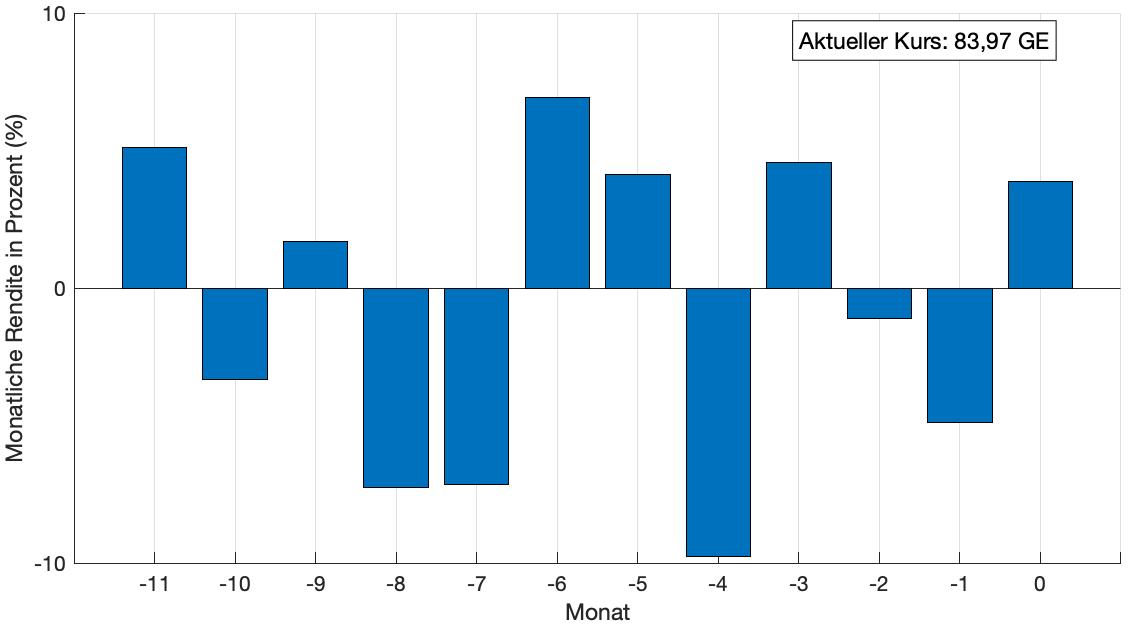 10
Aktueller Kurs: 83,97 GE
Monatliche Rendite in Prozent (%)
0
-10
-11 -10 -9 -8 -7 -6 -5 -4 -3 -2 -1 0
Monat